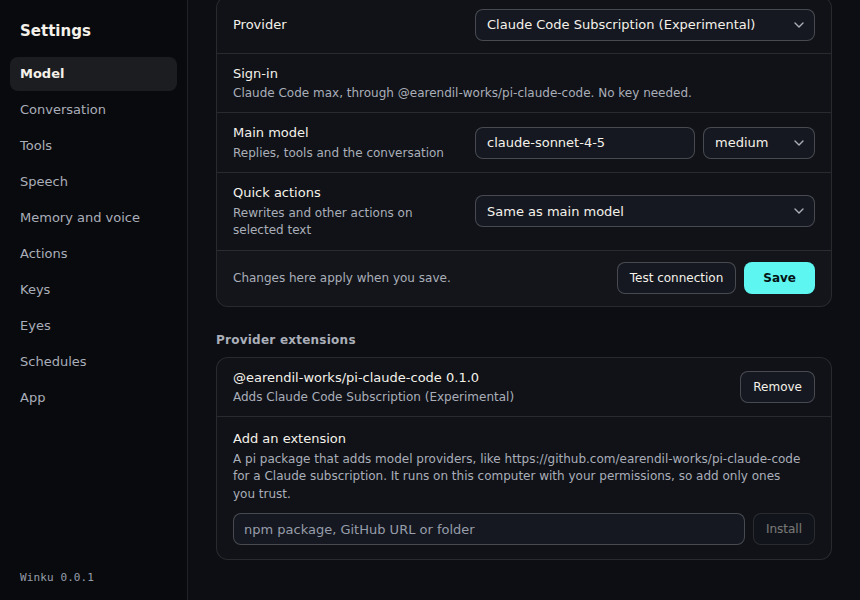 Settings
Model
Conversation
Tools
Speech
Memory and voice
Actions
Keys
Eyes
Schedules
App
Winku 0.0.1
Provider
Claude Code Subscription (Experimental)
Sign-in
Claude Code max, through @earendil-works/pi-claude-code. No key needed.
Main model
Replies, tools and the conversation
claude-sonnet-4-5
medium
Quick actions
Rewrites and other actions on
selected text
Same as main model
Changes here apply when you save.
Test connection
Save
Provider extensions
@earendil-works/pi-claude-code 0.1.0
Adds Claude Code Subscription (Experimental)
Remove
Add an extension
A pi package that adds model providers, like https://github.com/earendil-works/pi-claude-code
for a Claude subscription. It runs on this computer with your permissions, so add only ones
you trust.
npm package, GitHub URL or folder
Install